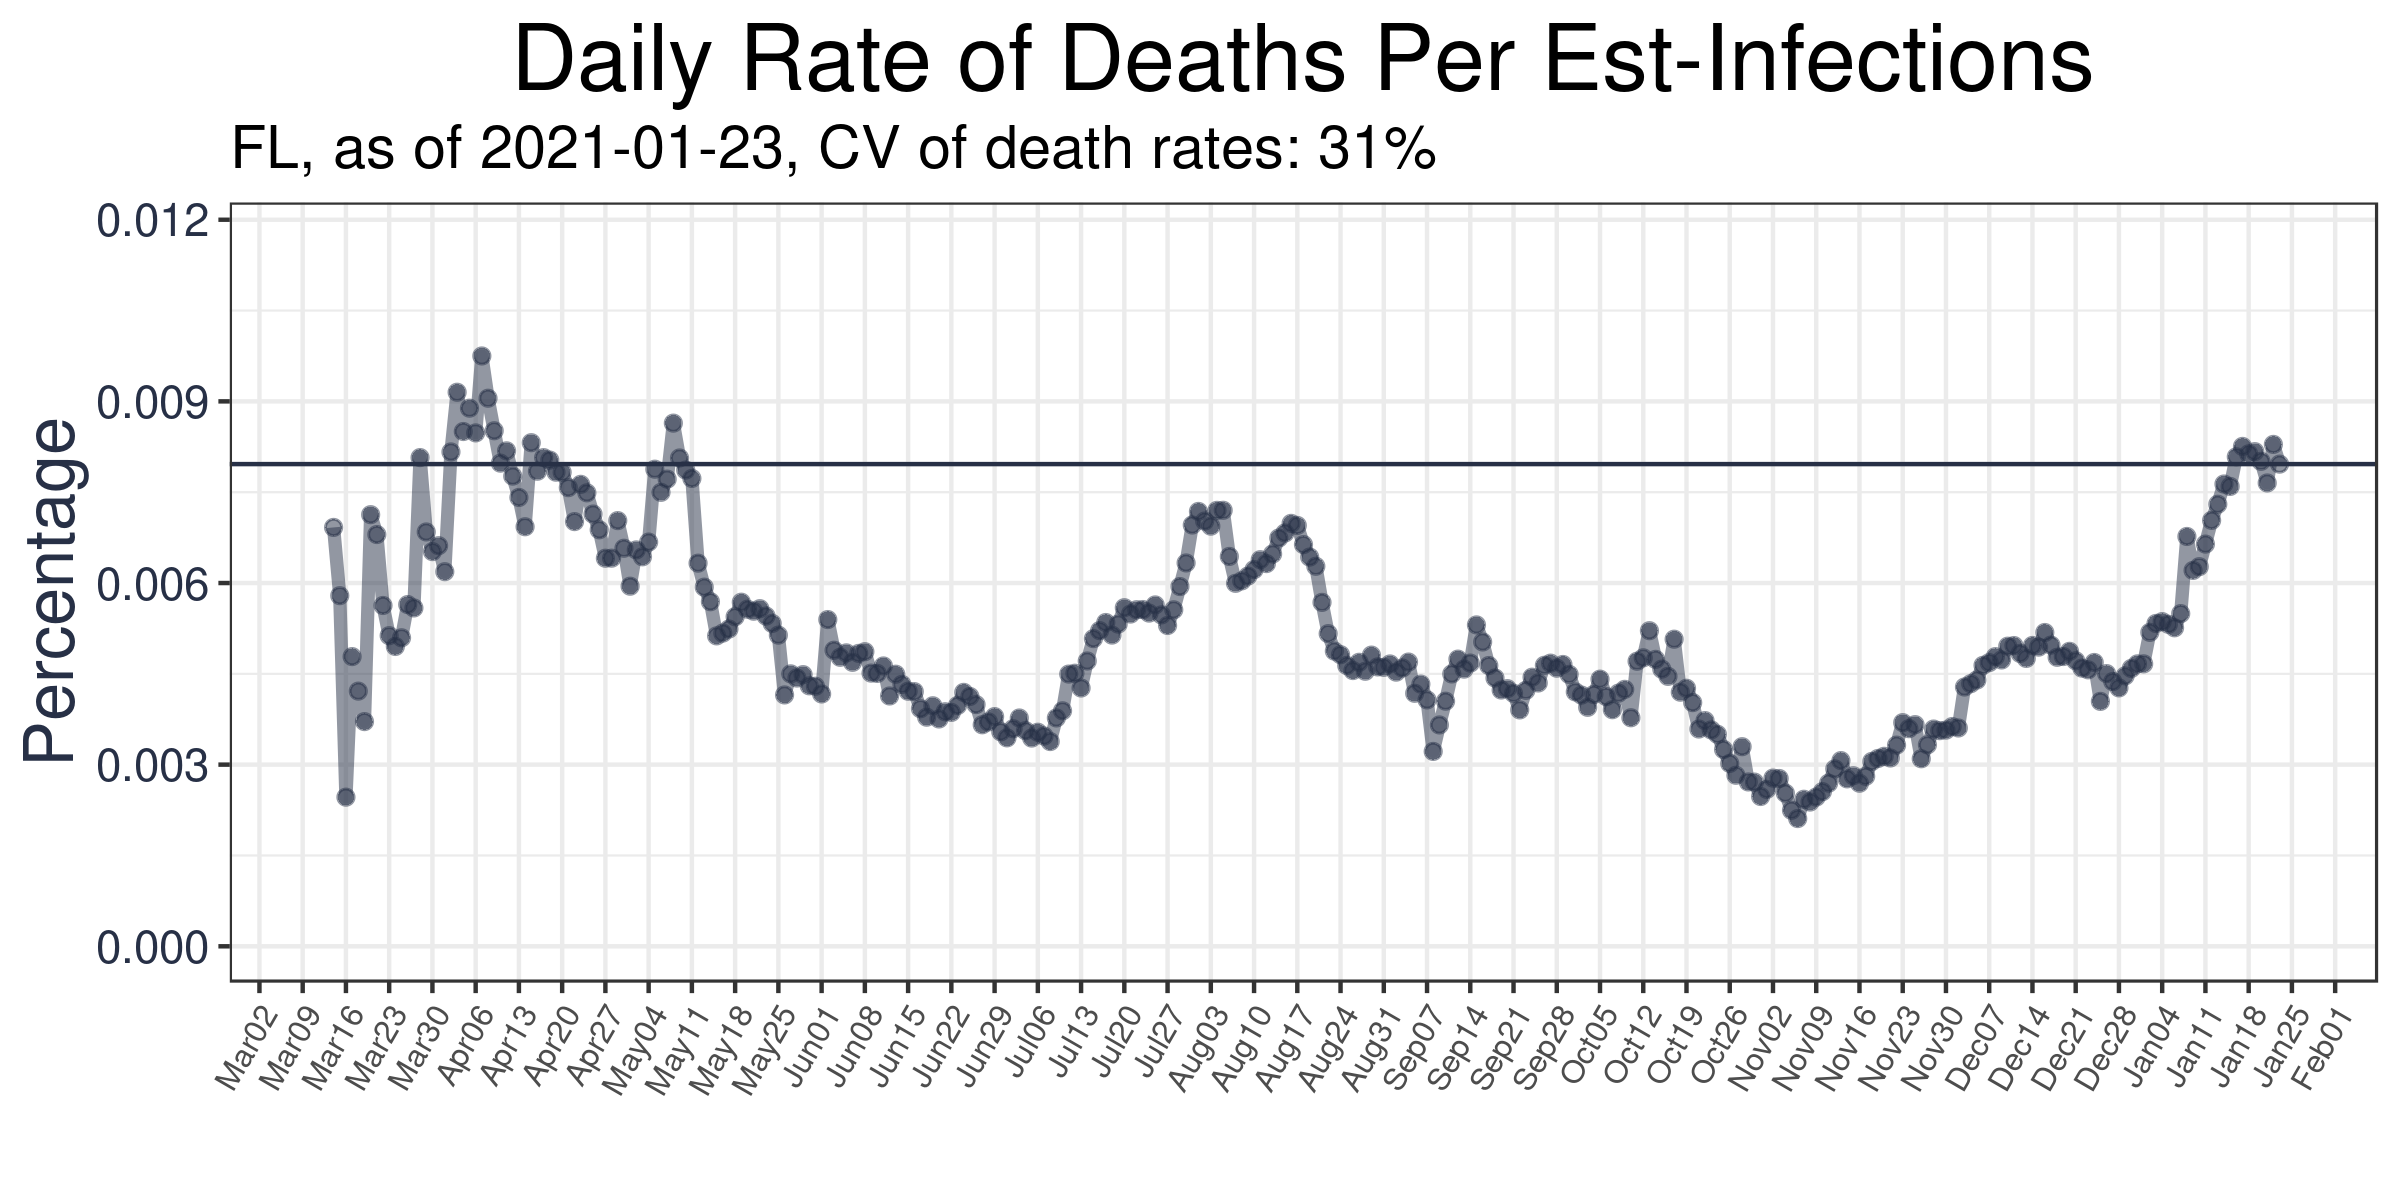 Daily Rate of Deaths Per Est-Infections
FL, as of 2021-01-23, CV of death rates: 31%
Percentage
0.012
0.009
0.006
0.003
0.000
Mar02
Mar09
Mar16
Mar23
Mar30
Apr06
Apr13
Apr20
Apr27
May04
May11
May18
May25
Jun01
Jun08
Jun15
Jun22
Jun29
Jul06
Jul13
Jul20
Jul27
Aug03
Aug10
Aug17
Aug24
Aug31
Sep07
Sep14
Sep21
Sep28
Oct05
Oct12
Oct19
Oct26
Nov02
Nov09
Nov16
Nov23
Nov30
Dec07
Dec14
Dec21
Dec28
Jan04
Jan11
Jan18
Jan25
Feb01